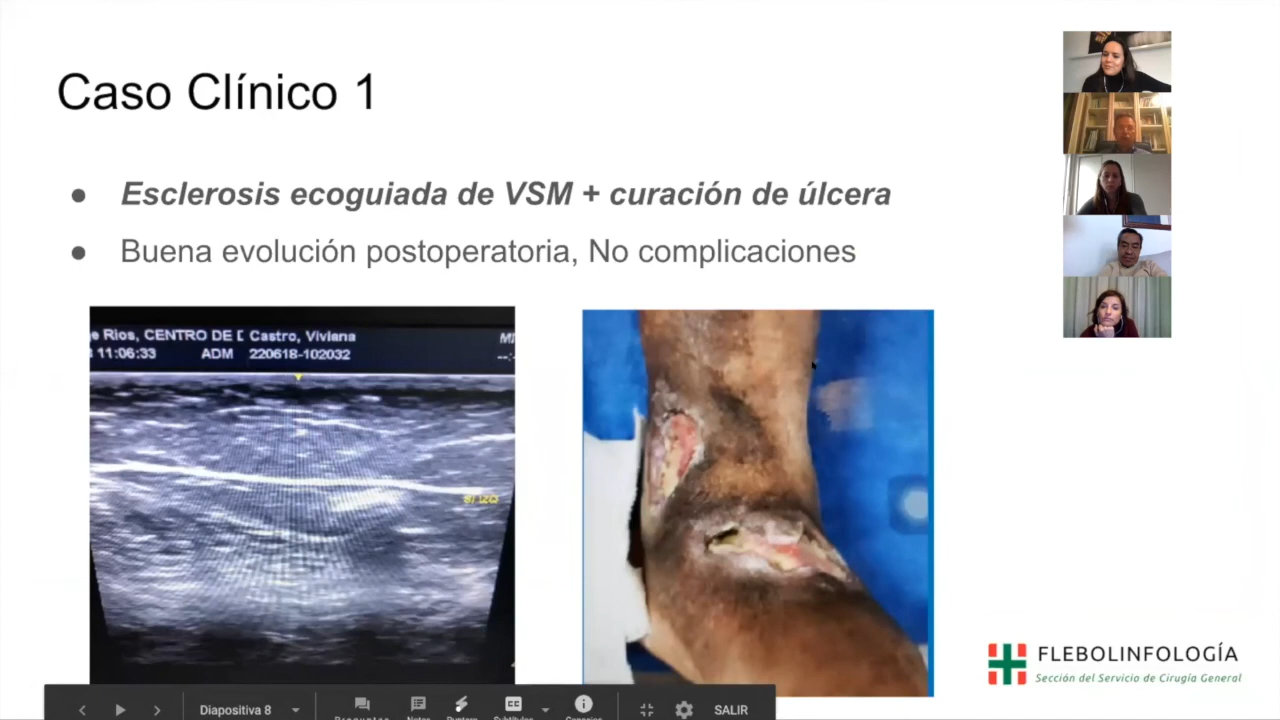 Caso Clínico 1
● Esclerosis ecoguiada de VSM + curación de úlcera
● Buena evolución postoperatoria, No complicaciones
Rios, CENTRO DE Castro, Viviana
11:06:33 ADM 220618-102032
FLEBOLINFOLOGÍA
Sección del Servicio de Cirugía General
Diapositiva 8
SALIR